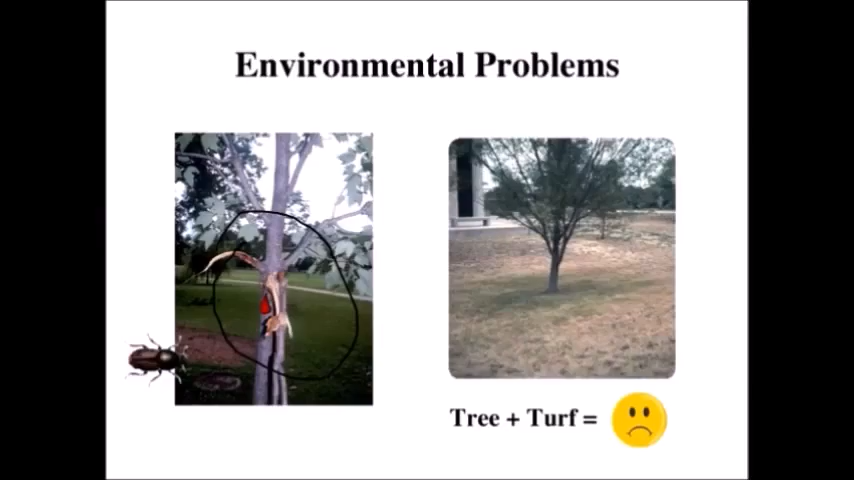 Environmental Problems
Tree + Turf =